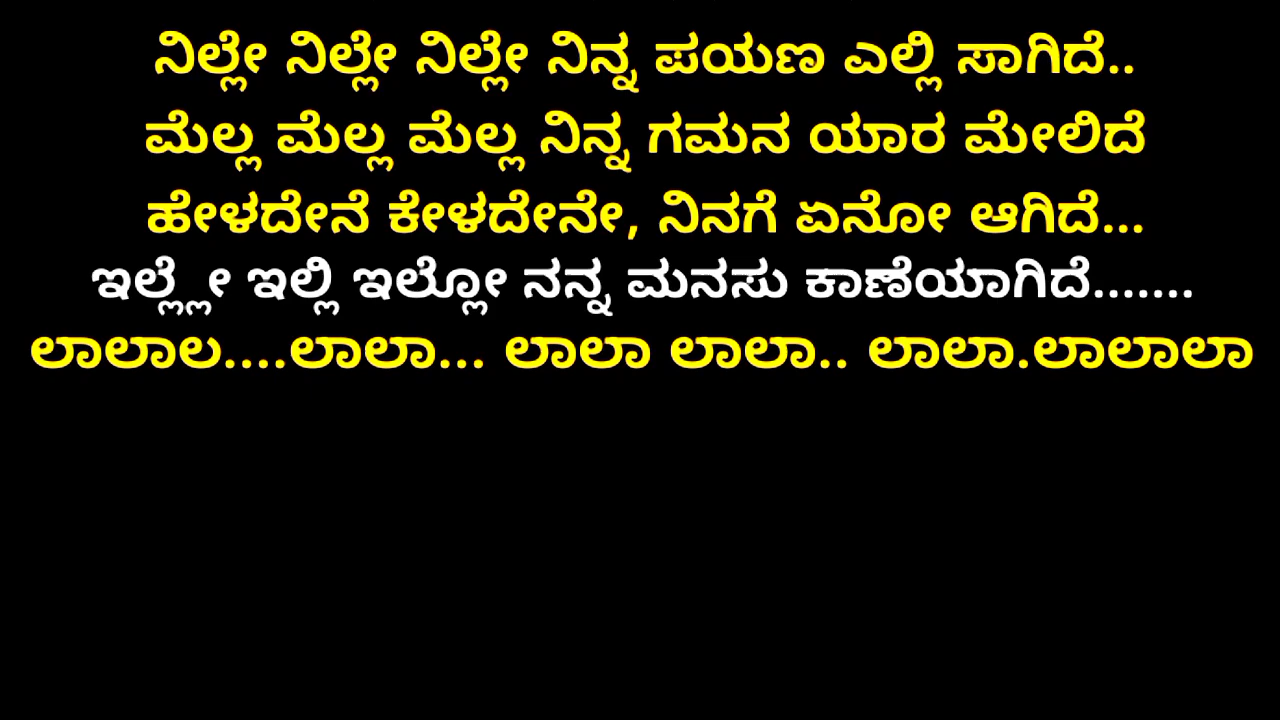 ನಿಲ್ಲೇ ನಿಲ್ಲೇ ನಿಲ್ಲೇ ನಿನ್ನ ಪಯಣ ಎಲ್ಲಿ ಸಾಗಿದೆ..
ಮೆಲ್ಲ ಮೆಲ್ಲ ಮೆಲ್ಲ ನಿನ್ನ ಗಮನ ಯಾರ ಮೇಲಿದೆ
ಹೇಳದೇನೆ ಕೇಳದೇನೇ, ನಿನಗೆ ಏನೋ ಆಗಿದೆ...
ಇಲ್ಲ್ಲೇ ಇಲ್ಲಿ ಇಲ್ಲೋ ನನ್ನ ಮನಸು ಕಾಣೆಯಾಗಿದೆ.......
ಲಾಲಾಲ....ಲಾಲಾ... ಲಾಲಾ ಲಾಲಾ.. ಲಾಲಾ.ಲಾಲಾಲಾ